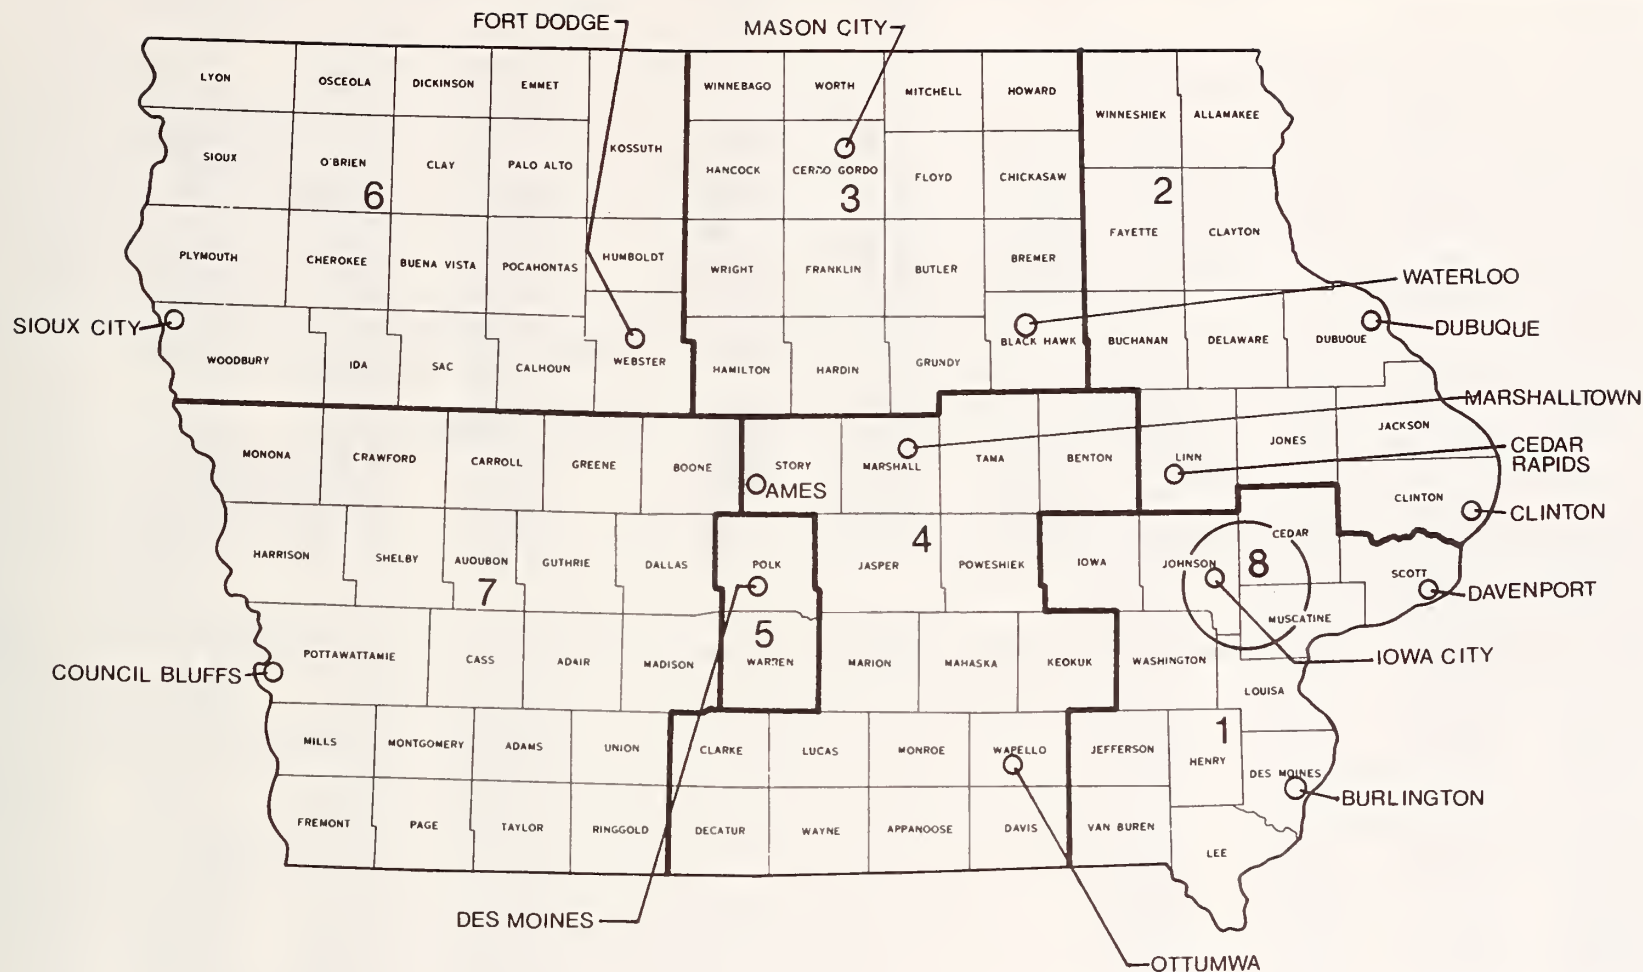 FORT DODGE
MASON CITY
LYON
OSCEOLA
DICKINSON
EMMET
WINNEBAGO
WORTH
MITCHELL
HOWARD
WINNESHIEK
ALLAMAKEE
SIOUX
O'BRIEN
CLAY
PALO ALTO
KOSSUTH
HANCOCK
CERRO GORDO
FLOYD
CHICKASAW
6
3
2
FAYETTE
CLAYTON
PLYMOUTH
CHEROKEE
BUENA VISTA
POCAHONTAS
HUMBOLDT
WRIGHT
FRANKLIN
BUTLER
BREMER
WATERLOO
SIOUX CITY
DUBUQUE
WOODBURY
IDA
SAC
CALHOUN
WEBSTER
HAMILTON
HARDIN
GRUNDY
BLACK HAWK
BUCHANAN
DELAWARE
DUBUQUE
MARSHALLTOWN
MONONA
CRAWFORD
CARROLL
GREENE
BOONE
STORY
MARSHALL
TAMA
BENTON
LINN
JONES
JACKSON
CEDAR
RAPIDS
AMES
CLINTON
CLINTON
HARRISON
SHELBY
AUOUBON
GUTHRIE
DALLAS
POLK
JASPER
4
POWESHIEK
IOWA
JOHNSON
8
CEDAR
SCOTT
DAVENPORT
7
5
MUSCATINE
COUNCIL BLUFFS
POTTAWATTAMIE
CASS
ADAIR
MADISON
WARREN
MARION
MAHASKA
KEOKUK
WASHINGTON
IOWA CITY
LOUISA
MILLS
MONTGOMERY
ADAMS
UNION
CLARKE
LUCAS
MONROE
WAPELLO
JEFFERSON
1
HENRY
DES MOINES
BURLINGTON
FREMONT
PAGE
TAYLOR
RINGGOLD
DECATUR
WAYNE
APPANOOSE
DAVIS
VAN BUREN
LEE
DES MOINES
OTTUMWA